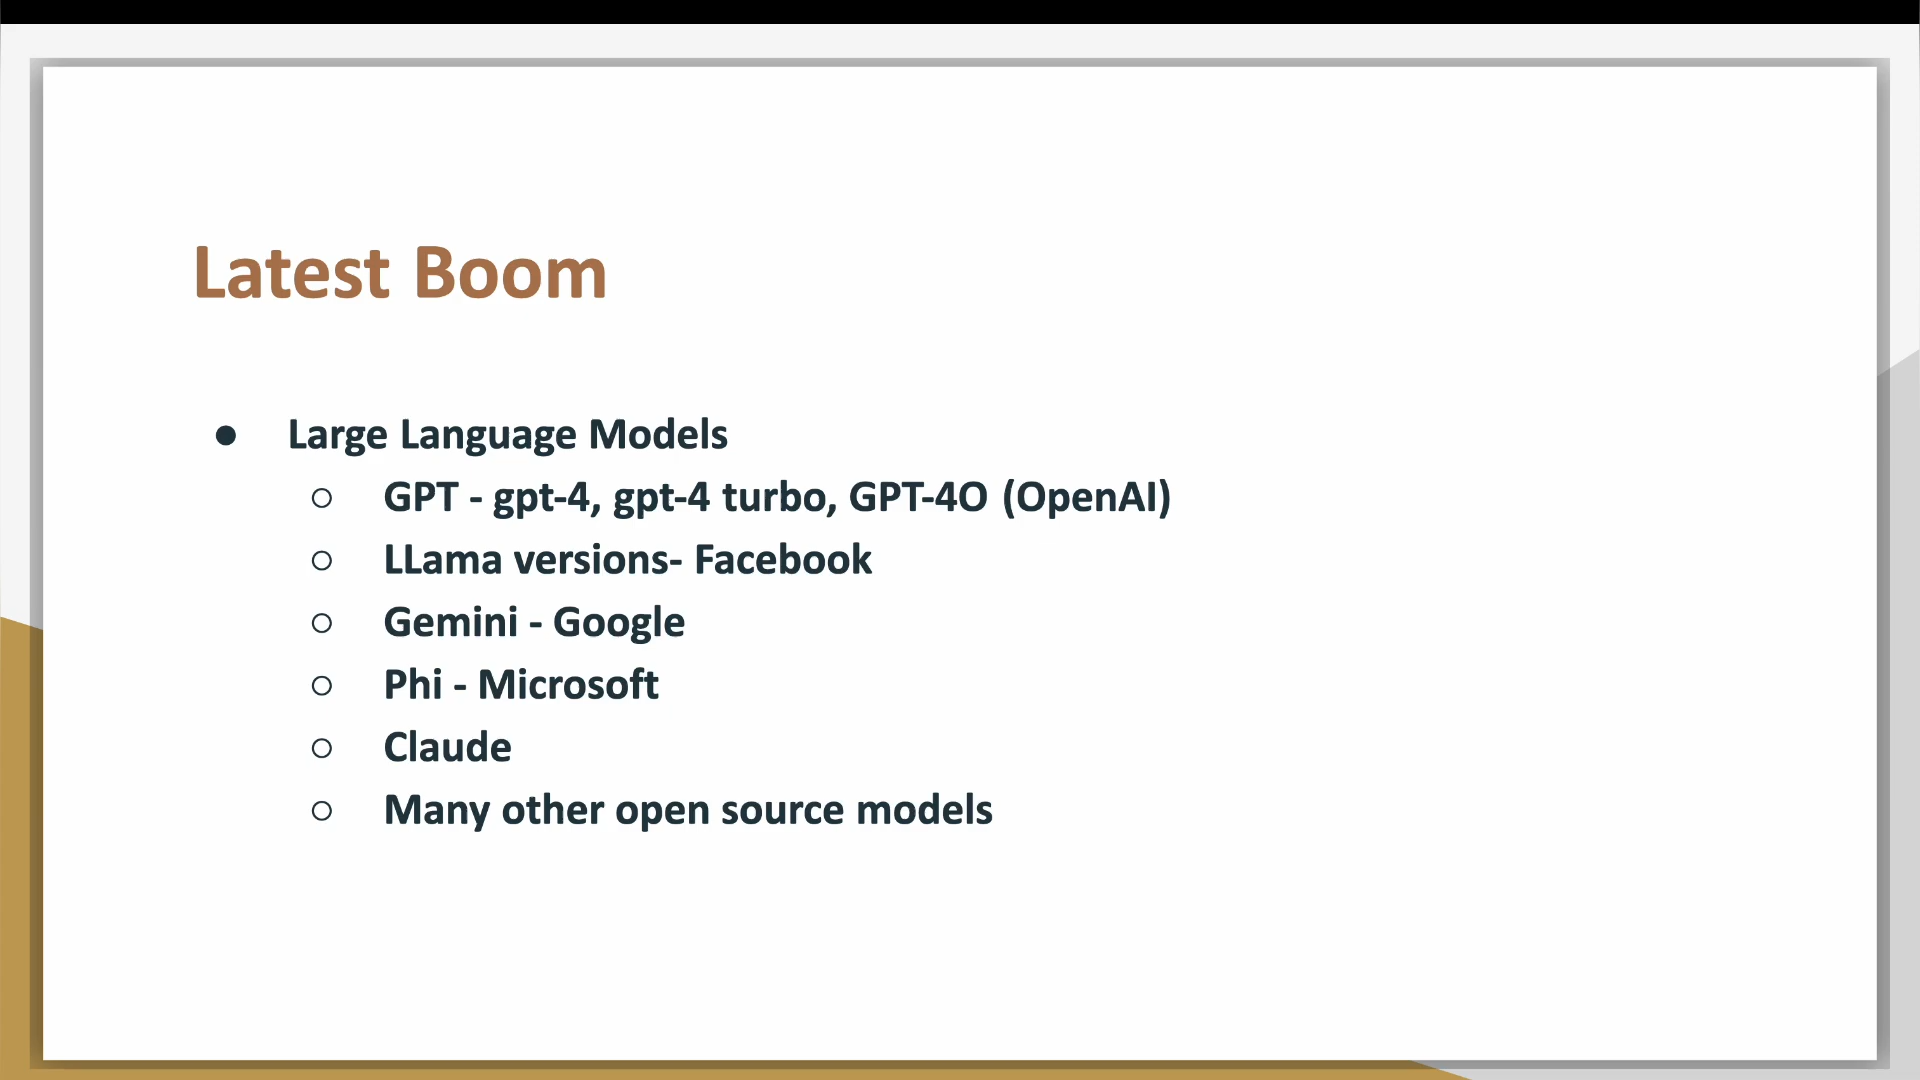 Latest Boom
● Large Language Models
○ GPT - gpt-4, gpt-4 turbo, GPT-4O (OpenAI)
○ LLama versions- Facebook
○ Gemini - Google
○ Phi - Microsoft
○ Claude
○ Many other open source models